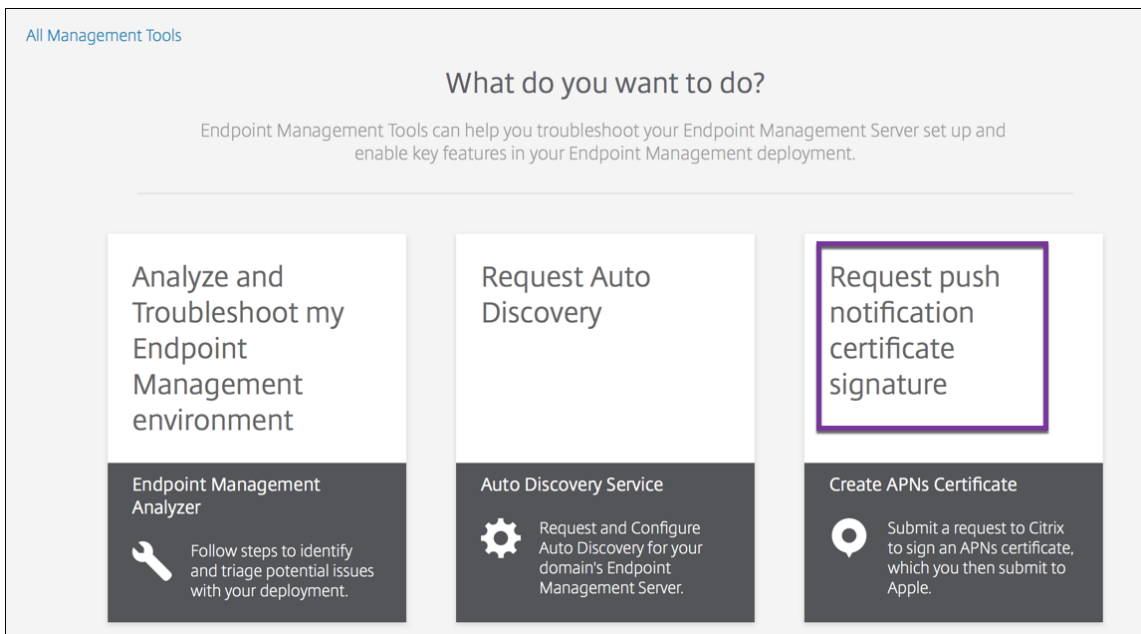 All Management Tools
What do you want to do?
Endpoint Management Tools can help you troubleshoot your Endpoint Management Server set up and
enable key features in your Endpoint Management deployment.
Analyze and
Troubleshoot my
Endpoint
Management
environment
Endpoint Management
Analyzer
Follow steps to identify
and triage potential issues
with your deployment.
Request Auto
Discovery
Auto Discovery Service
Request and Configure
Auto Discovery for your
domain's Endpoint
Management Server.
Request push
notification
certificate
signature
Create APNs Certificate
Submit a request to Citrix
to sign an APNs certificate,
which you then submit to
Apple.